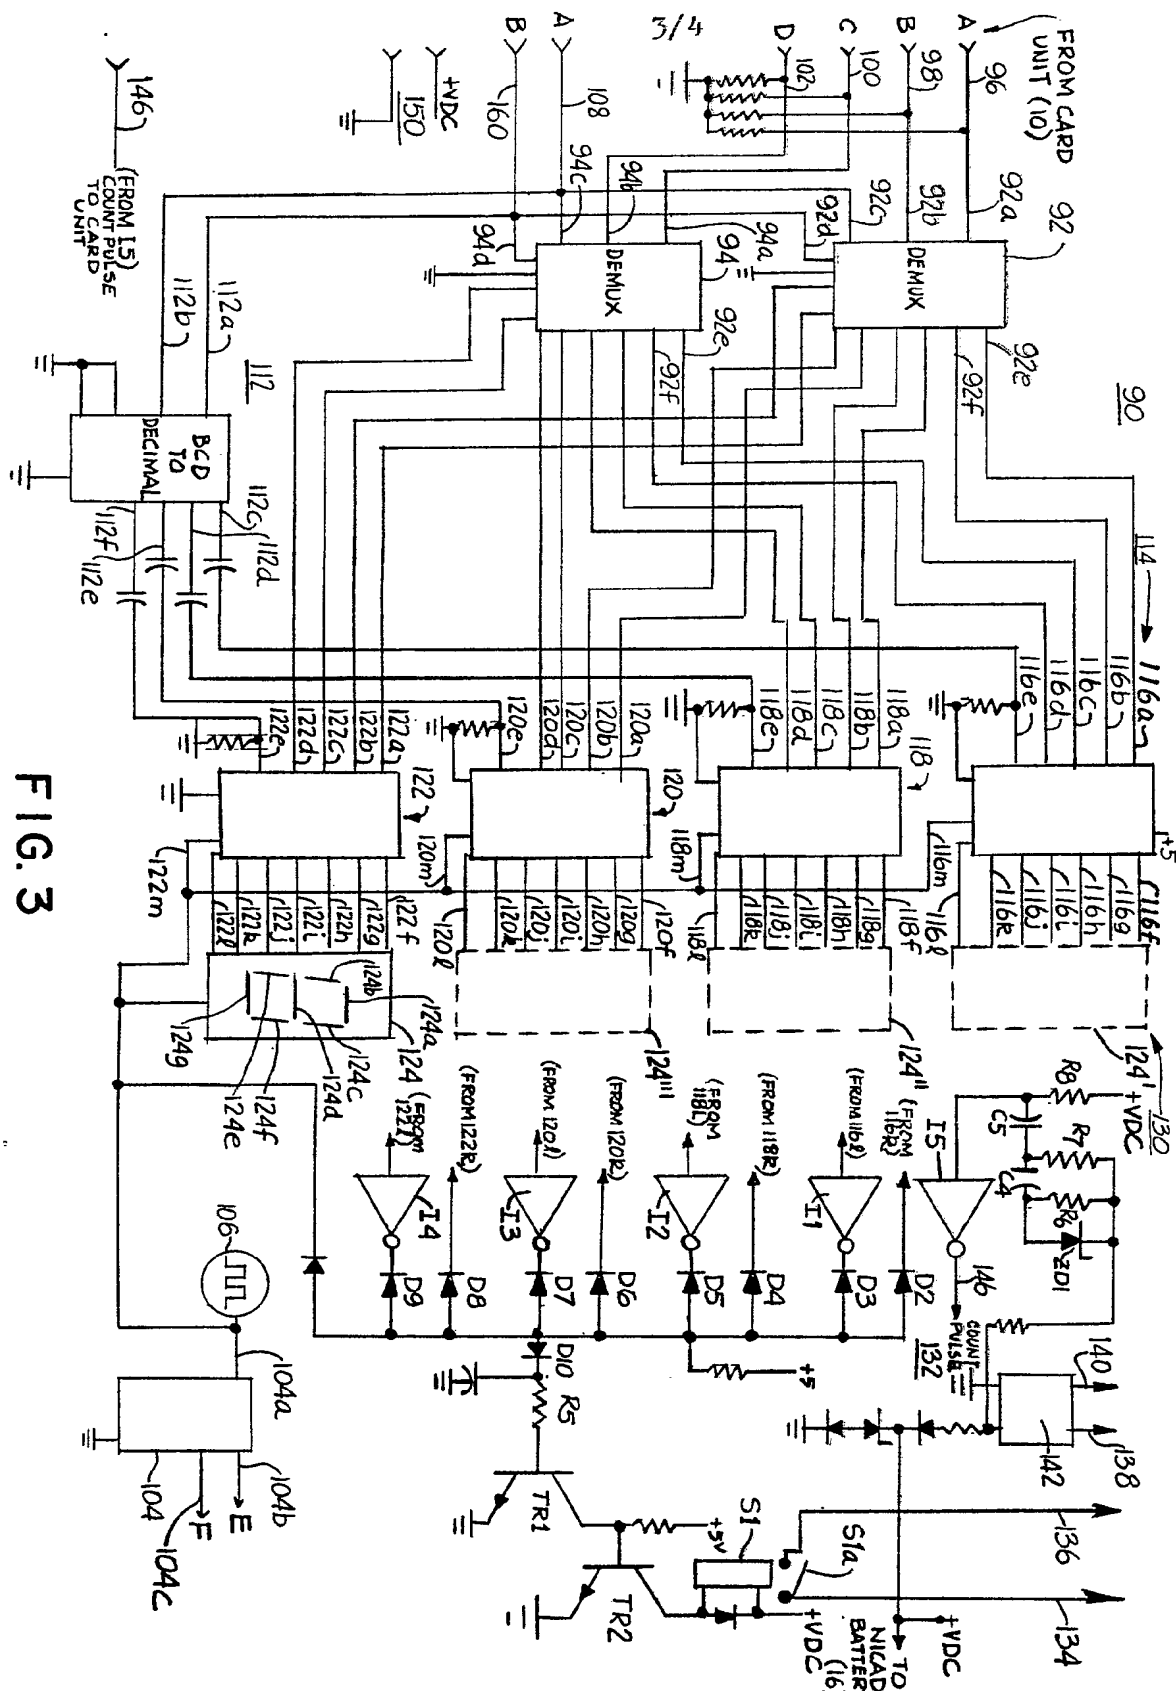 3/4
FROM CARD
UNIT (10)
A
B
C
D
A
B
96
98
100
102
108
160
+VDC
150
146
(FROM I5)
COUNT PULSE
TO CARD
UNIT
92a
92b
92c
92d
92
94a
94b
94c
94d
94
DEMUX
DEMUX
92e
92f
92e
92f
90
112a
112b
112
BCD
TO
DECIMAL
112c
112d
112f
112e
114
116a
116b
116c
116d
116e
118a
118b
118c
118d
118e
118
120a
120b
120c
120d
120e
120
122a
122b
122c
122d
122e
122
+5
116f
116g
116h
116i
116j
116k
116l
116m
118f
118g
118h
118i
118j
118k
118l
118m
120f
120g
120h
120i
120j
120k
120l
120m
122f
122g
122h
122i
122j
122k
122l
122m
124'
124"
124'''
124
124a
124b
124c
124d
124f
124e
124g
130
+VDC
R8
C5
R7
C4
R6
ZD1
I5
146
COUNT
PULSE
132
140
138
142
(FROM
116k)
(FROM 116l)
(FROM 118k)
(FROM
118L)
(FROM 120k)
(FROM 120l)
(FROM 122k)
(FROM
122l)
I1
I2
I3
I4
D2
D3
D4
D5
D6
D7
D8
D9
D10
R5
+5
106
104a
104
104b
104c
E
F
TR1
TR2
+5V
S1
S1a
136
134
+VDC
+VDC
TO
NICAD
BATTER
(16
FIG. 3